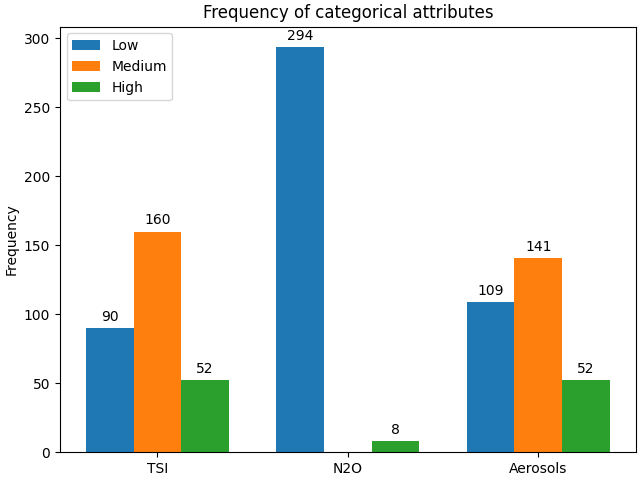 Frequency of categorical attributes
Low
Medium
High
Frequency
300
250
200
150
100
50
0
90
160
52
294
8
109
141
52
TSI
N2O
Aerosols